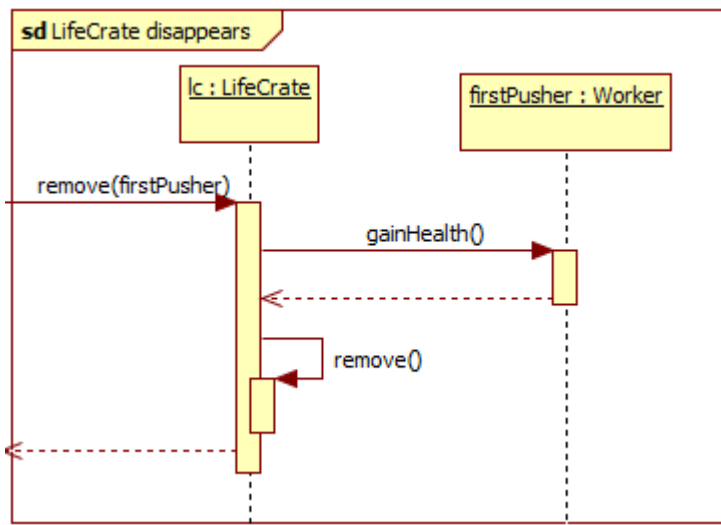 sd LifeCrate disappears
lc : LifeCrate
firstPusher : Worker
remove(firstPusher)
gainHealth()
remove()